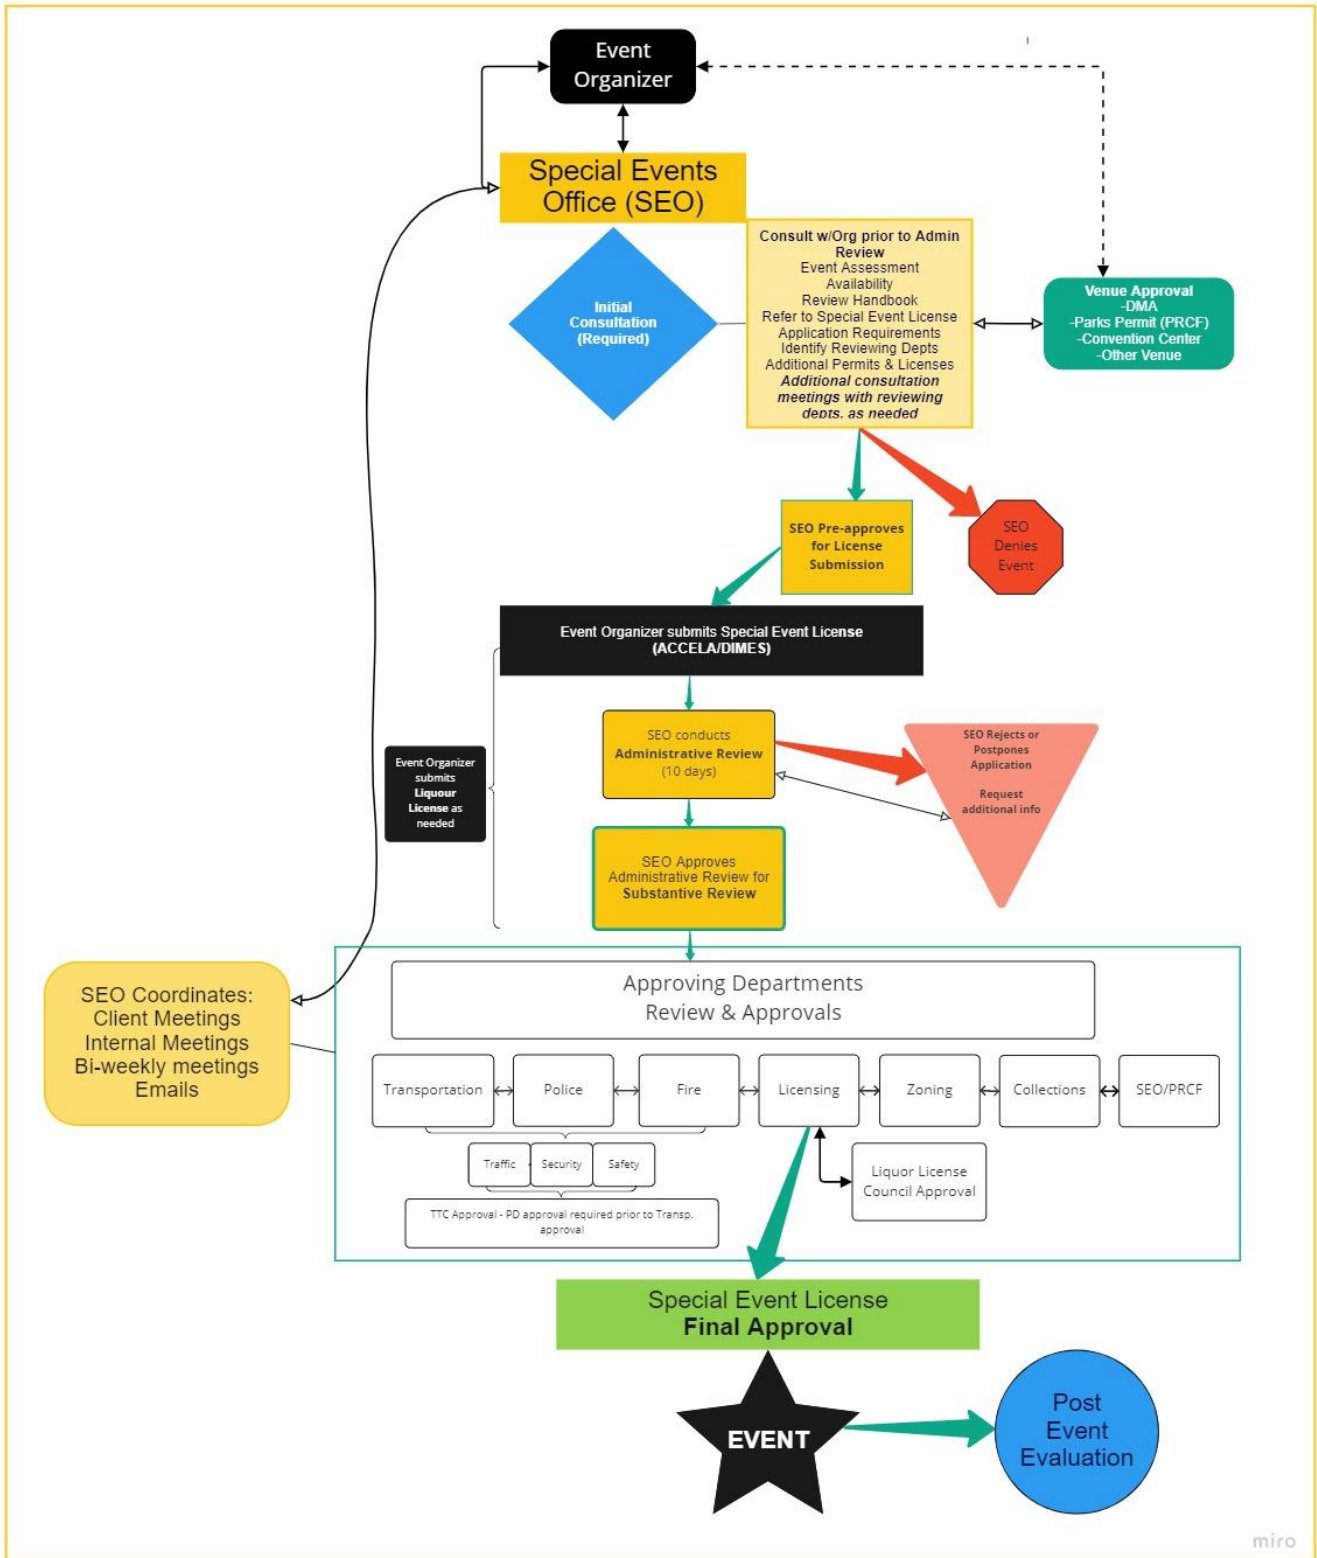 Event
Organizer
Special Events
Office (SEO)
Initial
Consultation
(Required)
Consult w/Org prior to Admin
Review
Event Assessment
Availability
Review Handbook
Refer to Special Event License
Application Requirements
Identify Reviewing Depts
Additional Permits & Licenses
Additional consultation
meetings with reviewing
depts. as needed
Venue Approval
-DMA
-Parks Permit (PRCF)
-Convention Center
-Other Venue
SEO Pre-approves
for License
Submission
SEO
Denies
Event
Event Organizer submits Special Event License
(ACCELA/DIMES)
Event Organizer
submits
Liquour
License as
needed
SEO conducts
Administrative Review
(10 days)
SEO Rejects or
Postpones
Application
Request
additional info
SEO Approves
Administrative Review for
Substantive Review
SEO Coordinates:
Client Meetings
Internal Meetings
Bi-weekly meetings
Emails
Approving Departments
Review & Approvals
Transportation
Police
Fire
Licensing
Zoning
Collections
SEO/PRCF
Traffic
Security
Safety
Liquor License
Council Approval
TTC Approval - PD approval required prior to Transp.
approval
Special Event License
Final Approval
EVENT
Post
Event
Evaluation
miro